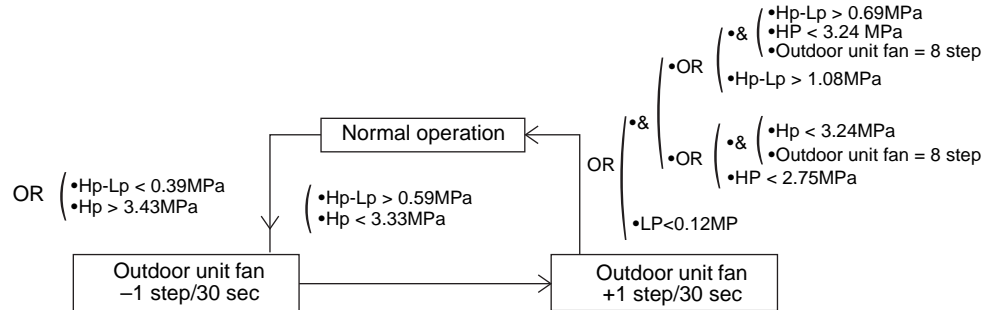 •Hp-Lp > 0.69MPa
•& •HP < 3.24 MPa
•Outdoor unit fan = 8 step
•OR
•Hp-Lp > 1.08MPa
•&
Normal operation
OR
•Hp < 3.24MPa
•&
•Outdoor unit fan = 8 step
•OR
•HP < 2.75MPa
OR
•Hp-Lp < 0.39MPa
•Hp > 3.43MPa
•Hp-Lp > 0.59MPa
•Hp < 3.33MPa
•LP<0.12MP
Outdoor unit fan
–1 step/30 sec
Outdoor unit fan
+1 step/30 sec